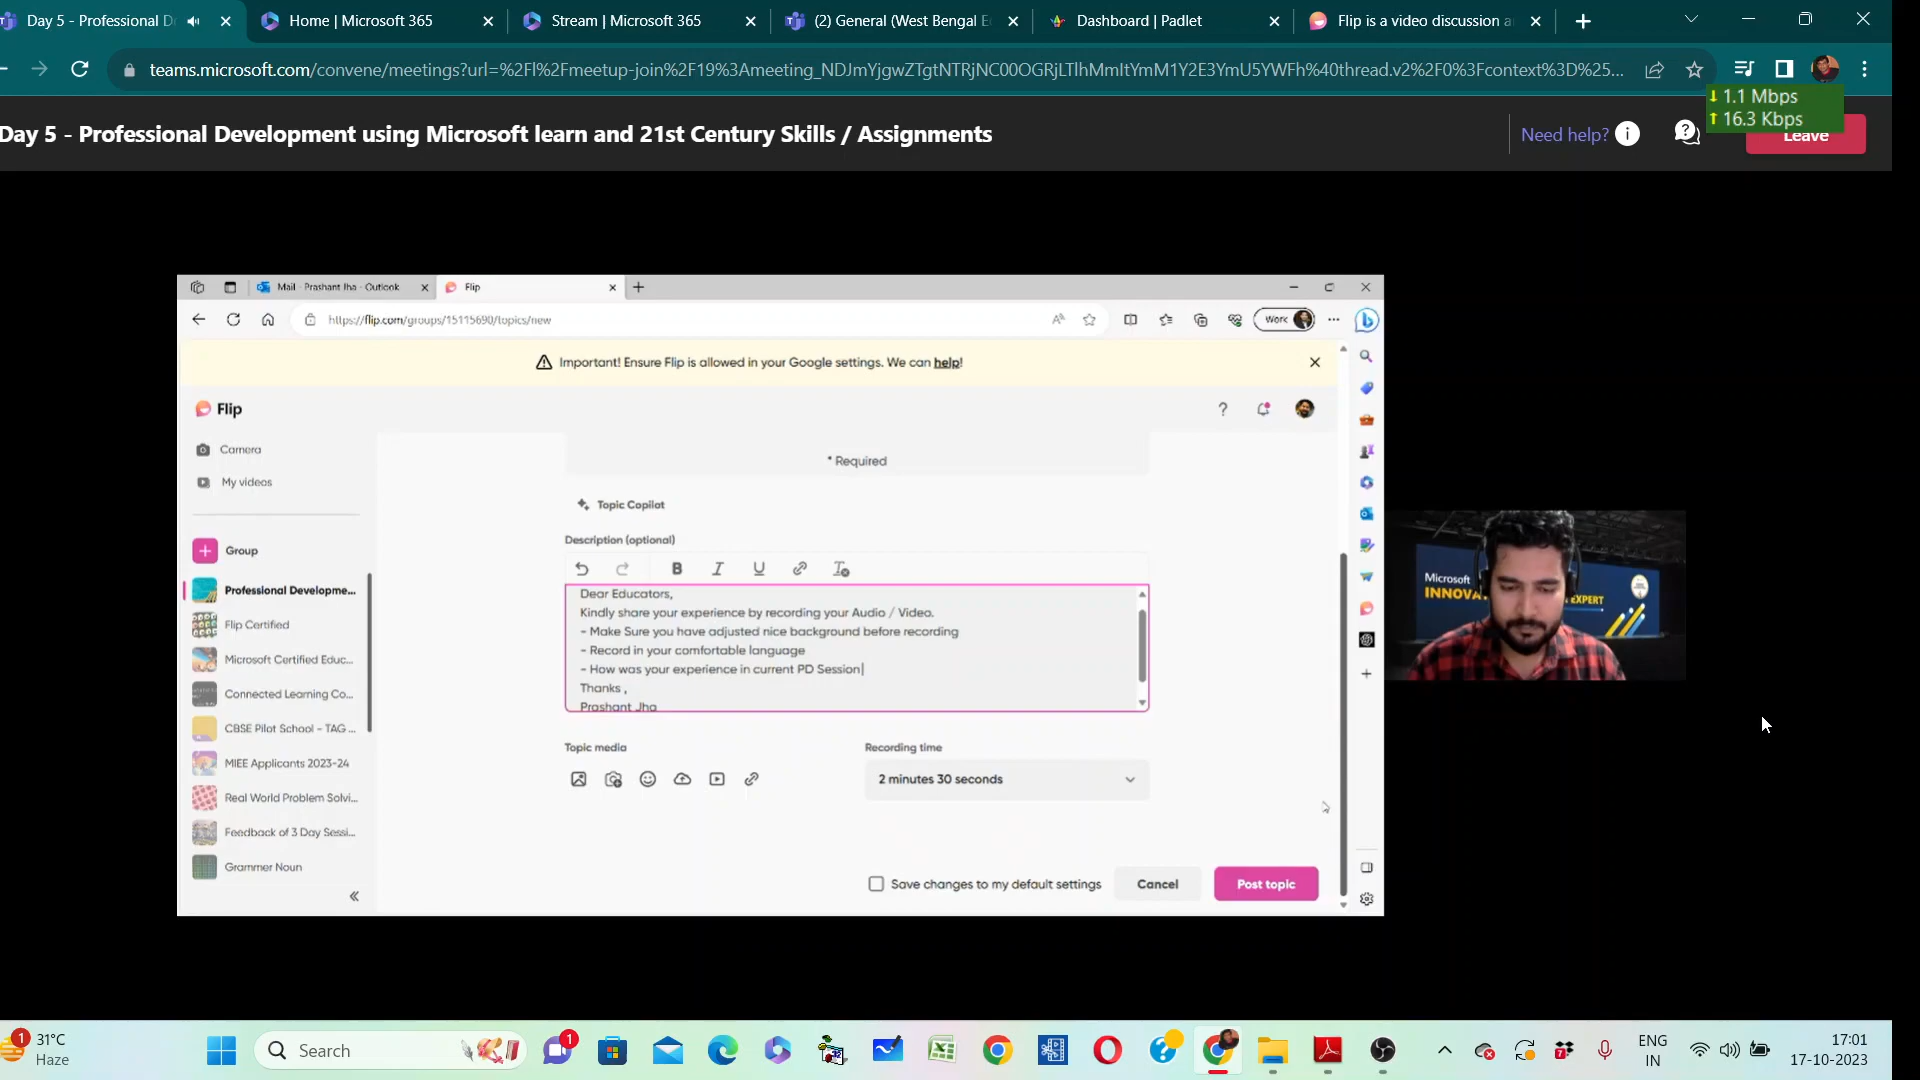 Day 5 - Professional D
Home | Microsoft 365
Stream | Microsoft 365
(2) General (West Bengal E
Dashboard | Padlet
Flip is a video discussion a
teams.microsoft.com/convene/meetings?url=%2Fl%2Fmeetup-join%2F19%3Ameeting_NDJmYjgwZTgtNTRjNC00OGRjLTlhMmItYmM1Y2E3YmU5YWFh%40thread.v2%2F0%3Fcontext%3D%25...
1.1 Mbps
16.3 Kbps
Day 5 - Professional Development using Microsoft learn and 21st Century Skills / Assignments
Need help?
Leave
Mail - Prashant Jha - Outlook
Flip
https://flip.com/groups/15115690/topics/new
Work
Important! Ensure Flip is allowed in your Google settings. We can help!
Flip
Camera
My videos
Group
Professional Developme...
Flip Certified
Microsoft Certified Educ...
Connected Learning Co...
CBSE Pilot School - TAG ...
MIEE Applicants 2023-24
Real World Problem Solvi...
Feedback of 3 Day Sessi...
Grammer Noun
* Required
Topic Copilot
Description (optional)
Dear Educators,
Kindly share your experience by recording your Audio / Video.
- Make Sure you have adjusted nice background before recording
- Record in your comfortable language
- How was your experience in current PD Session
Thanks ,
Prashant Jha
Topic media
Recording time
2 minutes 30 seconds
Save changes to my default settings
Cancel
Post topic
Microsoft
INNOVA
EXPERT
1
31°C
Haze
Search
1
7
ENG
IN
17:01
17-10-2023